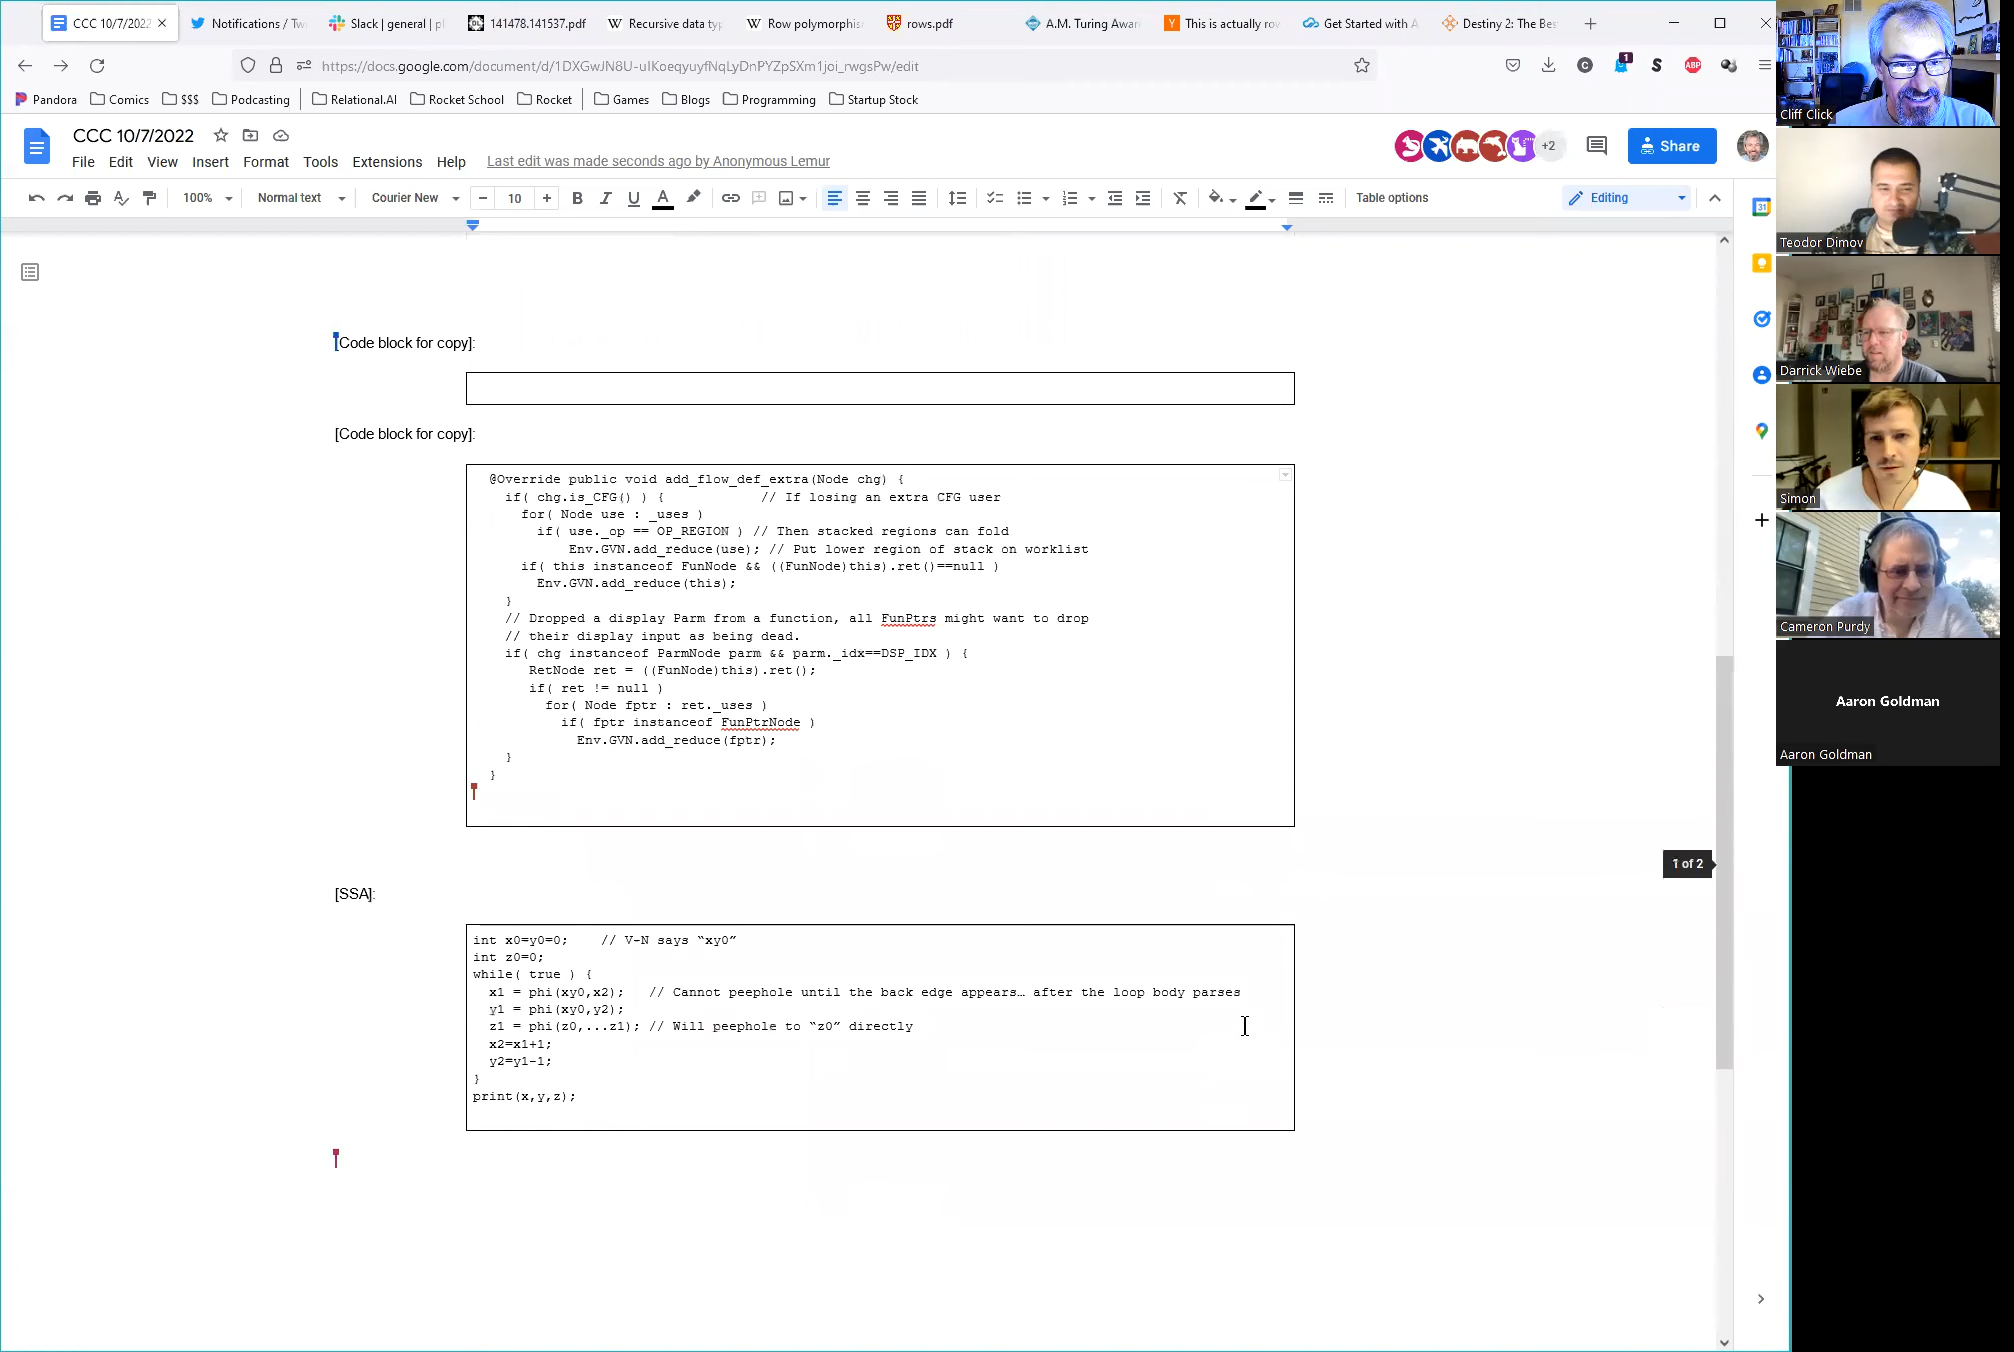 CCC 10/7/2022
Notifications / Tw
Slack | general | p
141478.141537.pdf
Recursive data typ
Row polymorphis
rows.pdf
A.M. Turing Awar
This is actually ro
Get Started with A
Destiny 2: The Be
https://docs.google.com/document/d/1DXGwJN8U-uIKoeqyuyfNqLyDnPYZpSXm1joi_rwgsPw/edit
Pandora Comics $$$ Podcasting Relational.AI Rocket School Rocket Games Blogs Programming Startup Stock
CCC 10/7/2022
+2
Share
File Edit View Insert Format Tools Extensions Help Last edit was made seconds ago by Anonymous Lemur
100% Normal text Courier New 10 Table options Editing
[Code block for copy]:
[Code block for copy]:
@Override public void add_flow_def_extra(Node chg) {
if( chg.is_CFG() ) { // If losing an extra CFG user
for( Node use : _uses )
if( use._op == OP_REGION ) // Then stacked regions can fold
Env.GVN.add_reduce(use); // Put lower region of stack on worklist
if( this instanceof FunNode && ((FunNode)this).ret()==null )
Env.GVN.add_reduce(this);
}
// Dropped a display Parm from a function, all FunPtrs might want to drop
// their display input as being dead.
if( chg instanceof ParmNode parm && parm._idx==DSP_IDX ) {
RetNode ret = ((FunNode)this).ret();
if( ret != null )
for( Node fptr : ret._uses )
if( fptr instanceof FunPtrNode )
Env.GVN.add_reduce(fptr);
}
}
1 of 2
[SSA]:
int x0=y0=0; // V-N says “xy0”
int z0=0;
while( true ) {
x1 = phi(xy0,x2); // Cannot peephole until the back edge appears… after the loop body parses
y1 = phi(xy0,y2);
z1 = phi(z0,...z1); // Will peephole to “z0” directly
x2=x1+1;
y2=y1-1;
}
print(x,y,z);
Cliff Click
Teodor Dimov
Darrick Wiebe
Simon
Cameron Purdy
Aaron Goldman
Aaron Goldman